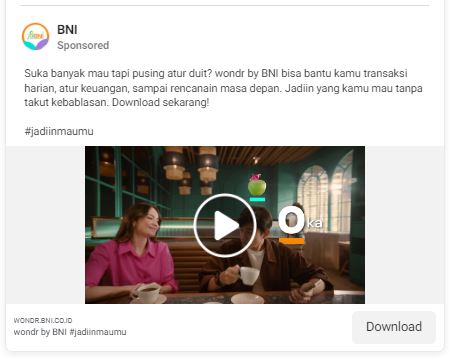 BNI
Sponsored
Suka banyak mau tapi pusing atur duit? wondr by BNI bisa bantu kamu transaksi
harian, atur keuangan, sampai rencanain masa depan. Jadiin yang kamu mau tanpa
takut kebablasan. Download sekarang!
#jadiinmaumu
Oka
WONDR.BNI.CO.ID
wondr by BNI #jadiinmaumu
Download